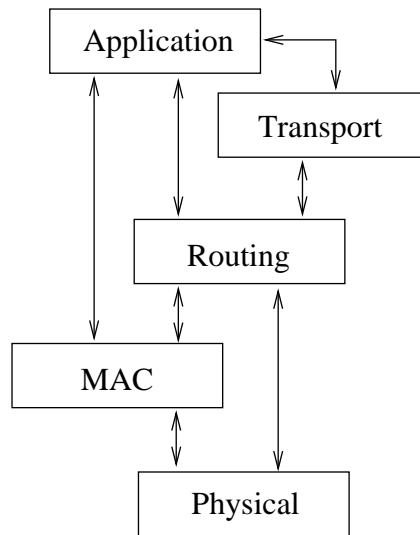 Application
Transport
Routing
MAC
Physical